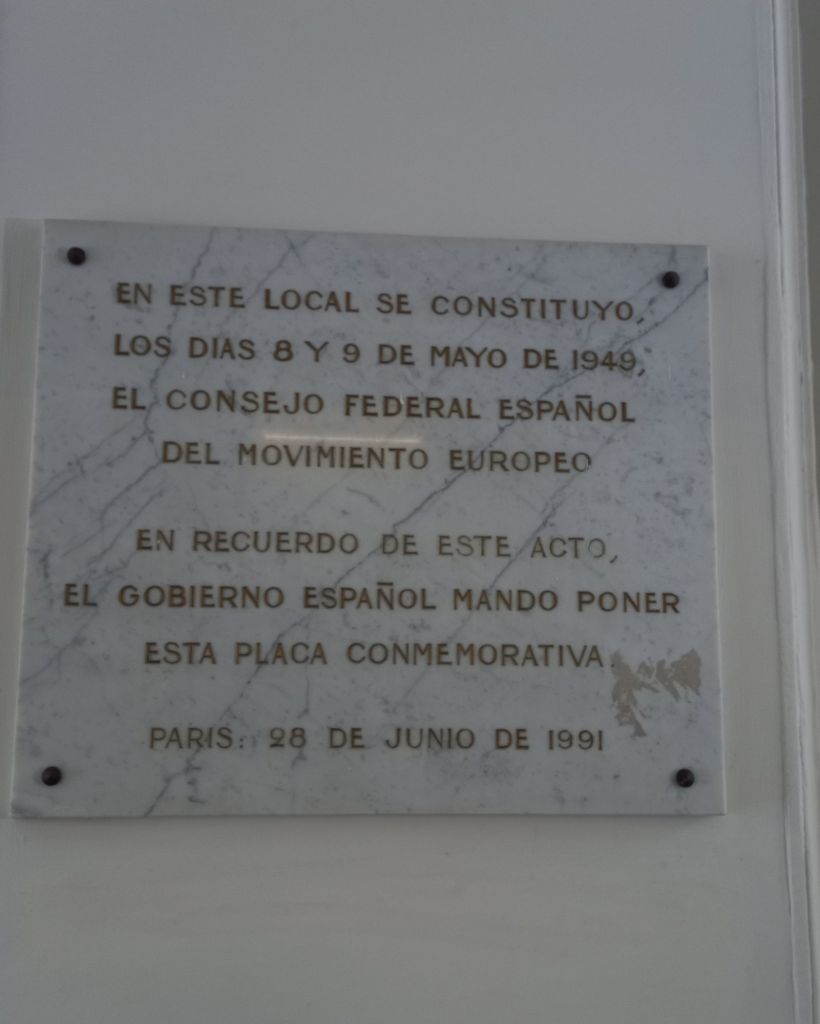 EN ESTE LOCAL SE CONSTITUYO,
LOS DIAS 8 Y 9 DE MAYO DE 1949,
EL CONSEJO FEDERAL ESPAÑOL
DEL MOVIMIENTO EUROPEO
EN RECUERDO DE ESTE ACTO,
EL GOBIERNO ESPAÑOL MANDO PONER
ESTA PLACA CONMEMORATIVA.
PARIS: 28 DE JUNIO DE 1991